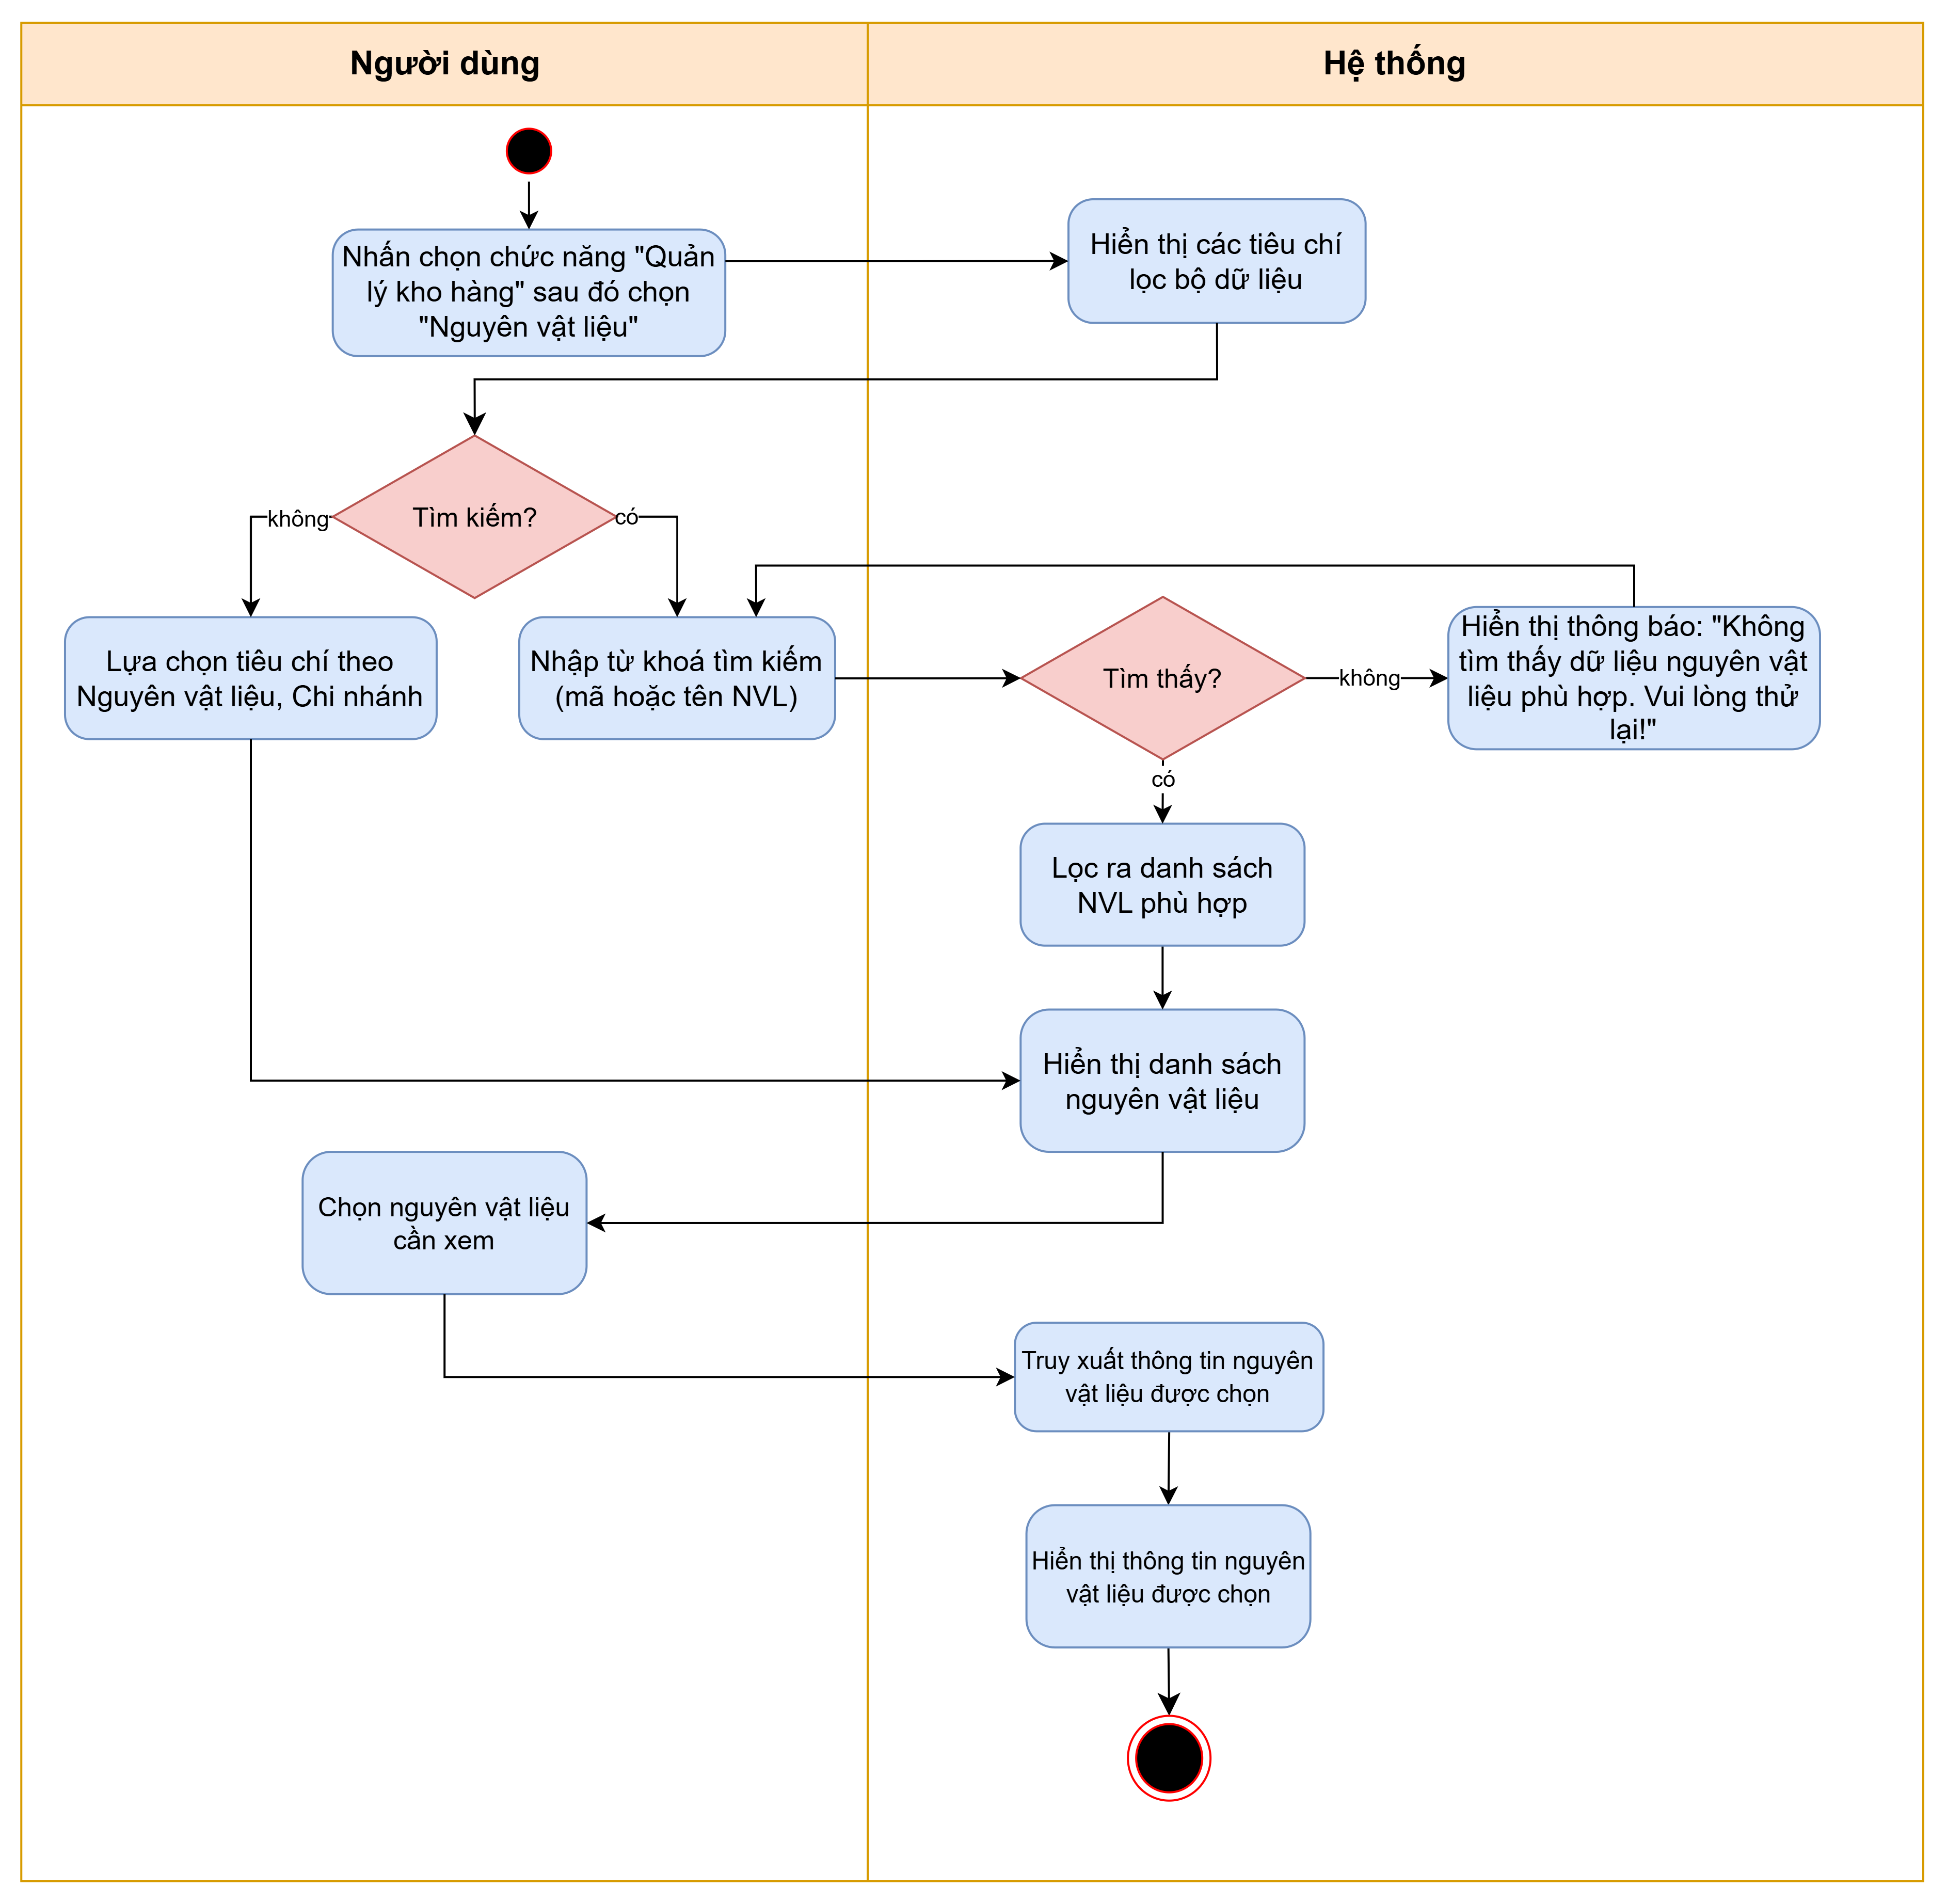 Người dùng
Hệ thống
Nhấn chọn chức năng "Quản
lý kho hàng" sau đó chọn
"Nguyên vật liệu"
Hiển thị các tiêu chí
lọc bộ dữ liệu
Tìm kiếm?
không
có
Lựa chọn tiêu chí theo
Nguyên vật liệu, Chi nhánh
Nhập từ khoá tìm kiếm
(mã hoặc tên NVL)
Tìm thấy?
không
Hiển thị thông báo: "Không
tìm thấy dữ liệu nguyên vật
liệu phù hợp. Vui lòng thử
lại!"
có
Lọc ra danh sách
NVL phù hợp
Hiển thị danh sách
nguyên vật liệu
Chọn nguyên vật liệu
cần xem
Truy xuất thông tin nguyên
vật liệu được chọn
Hiển thị thông tin nguyên
vật liệu được chọn